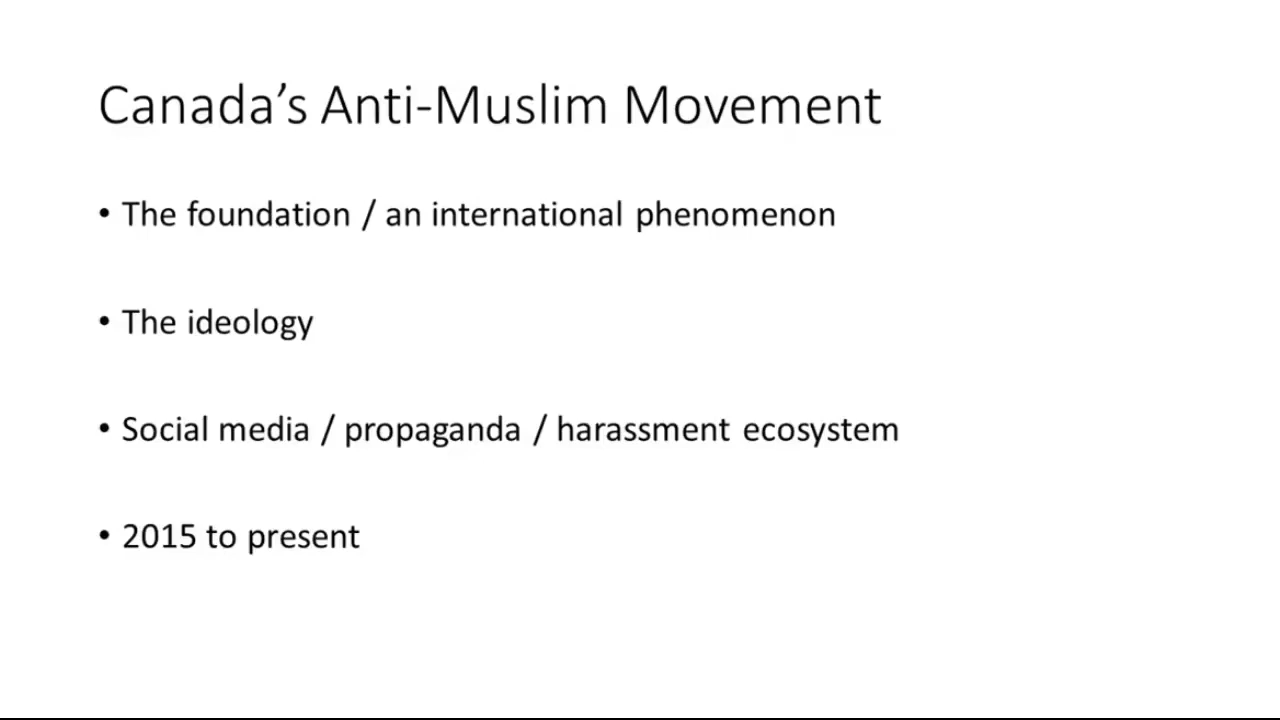 Canada’s Anti-Muslim Movement
• The foundation / an international phenomenon
• The ideology
• Social media / propaganda / harassment ecosystem
• 2015 to present